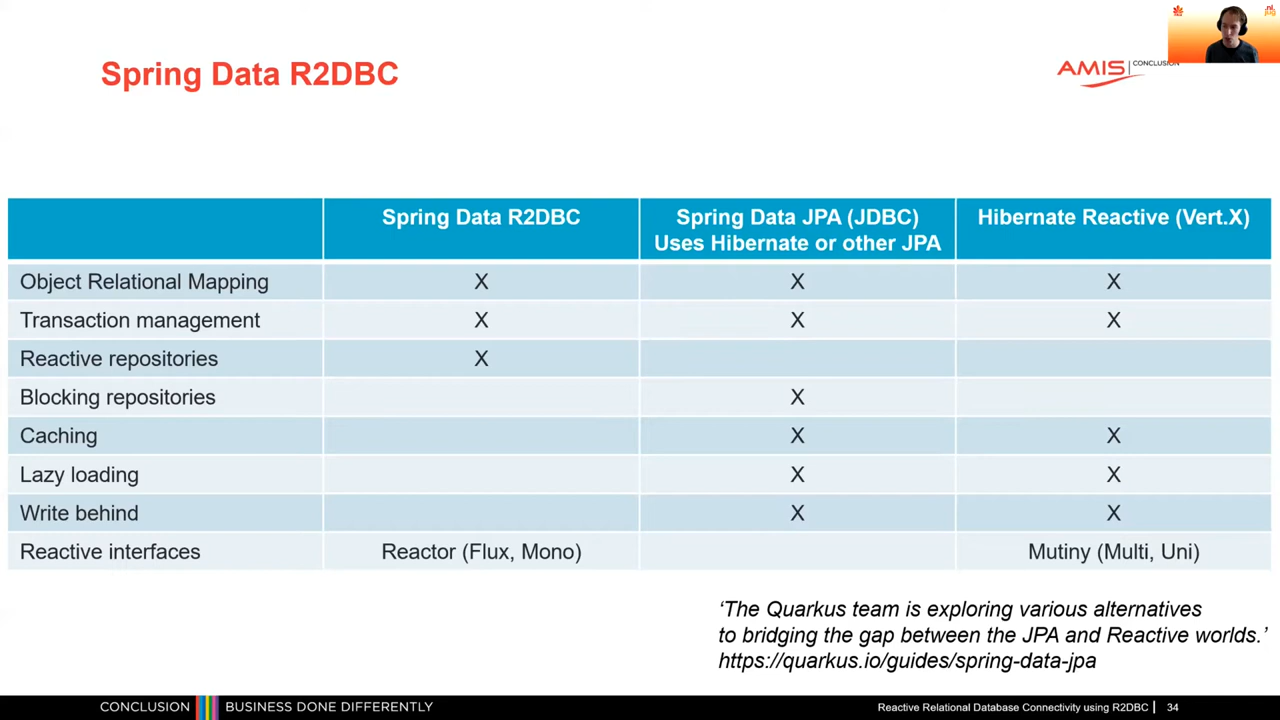 Spring Data R2DBC
AMIS CONCLUSION
nl
jug
Spring Data R2DBC
Spring Data JPA (JDBC)
Uses Hibernate or other JPA
Hibernate Reactive (Vert.X)
Object Relational Mapping X X X
Transaction management X X X
Reactive repositories X
Blocking repositories X
Caching X X
Lazy loading X X
Write behind X X
Reactive interfaces Reactor (Flux, Mono) Mutiny (Multi, Uni)
‘The Quarkus team is exploring various alternatives
to bridging the gap between the JPA and Reactive worlds.’
https://quarkus.io/guides/spring-data-jpa
CONCLUSION BUSINESS DONE DIFFERENTLY
Reactive Relational Database Connectivity using R2DBC 34